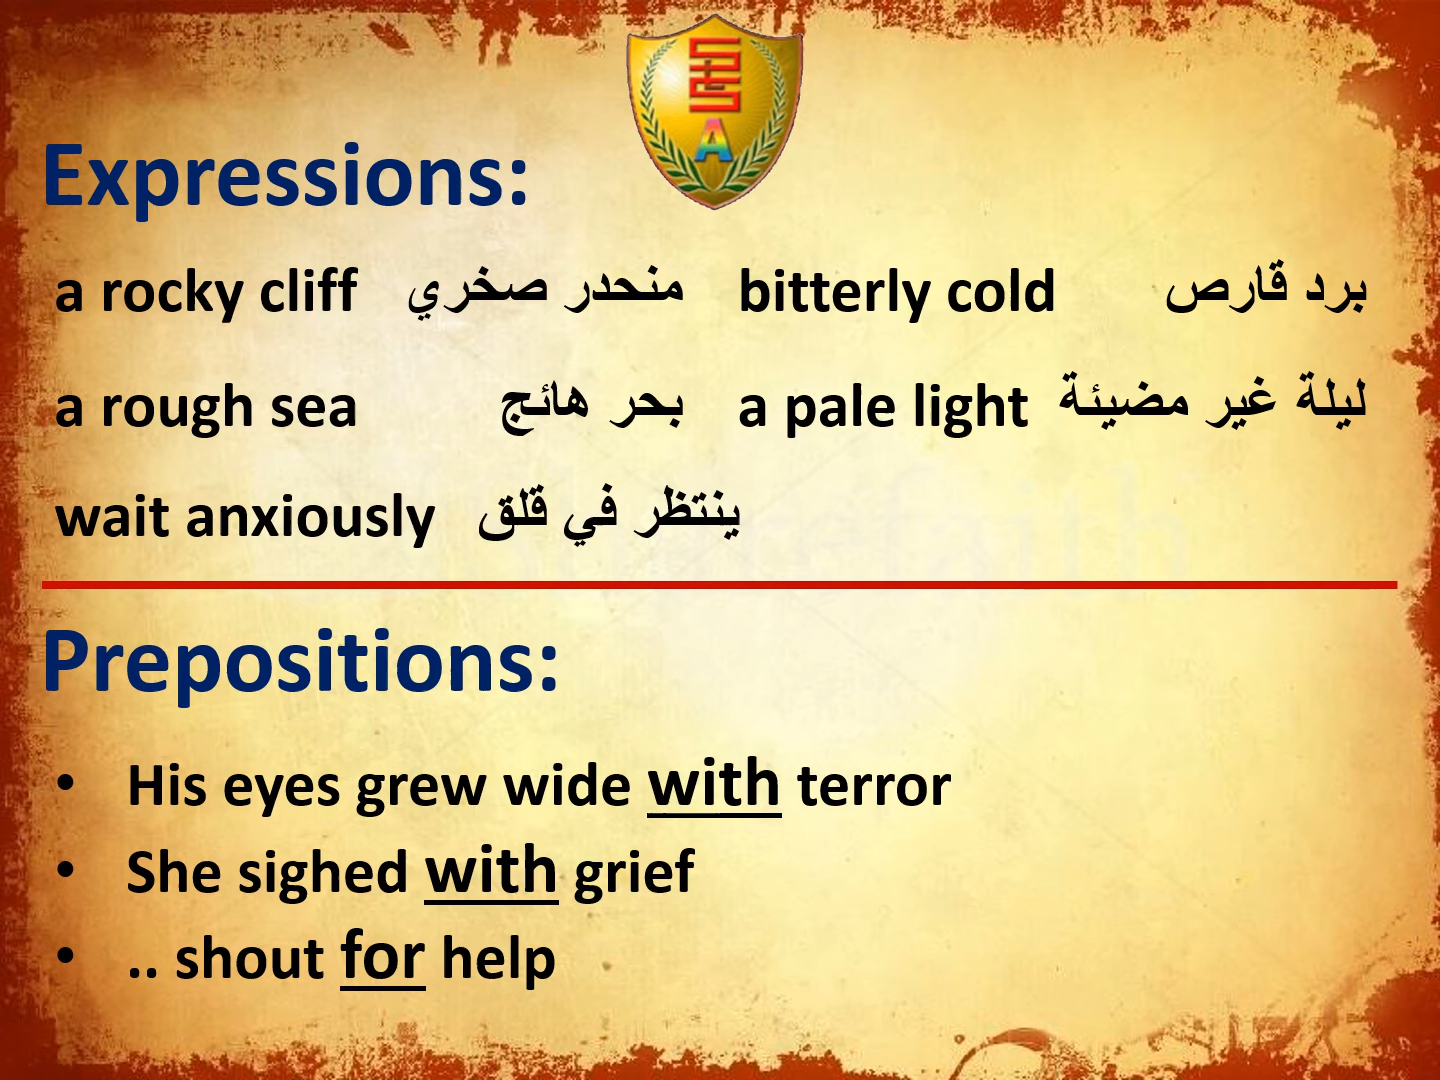 SLS
A
Expressions:
a rocky cliff منحدر صخري bitterly cold برد قارص
a rough sea بحر هائج a pale light ليلة غير مضيئة
wait anxiously ينتظر في قلق
Prepositions:
• His eyes grew wide with terror
• She sighed with grief
• .. shout for help